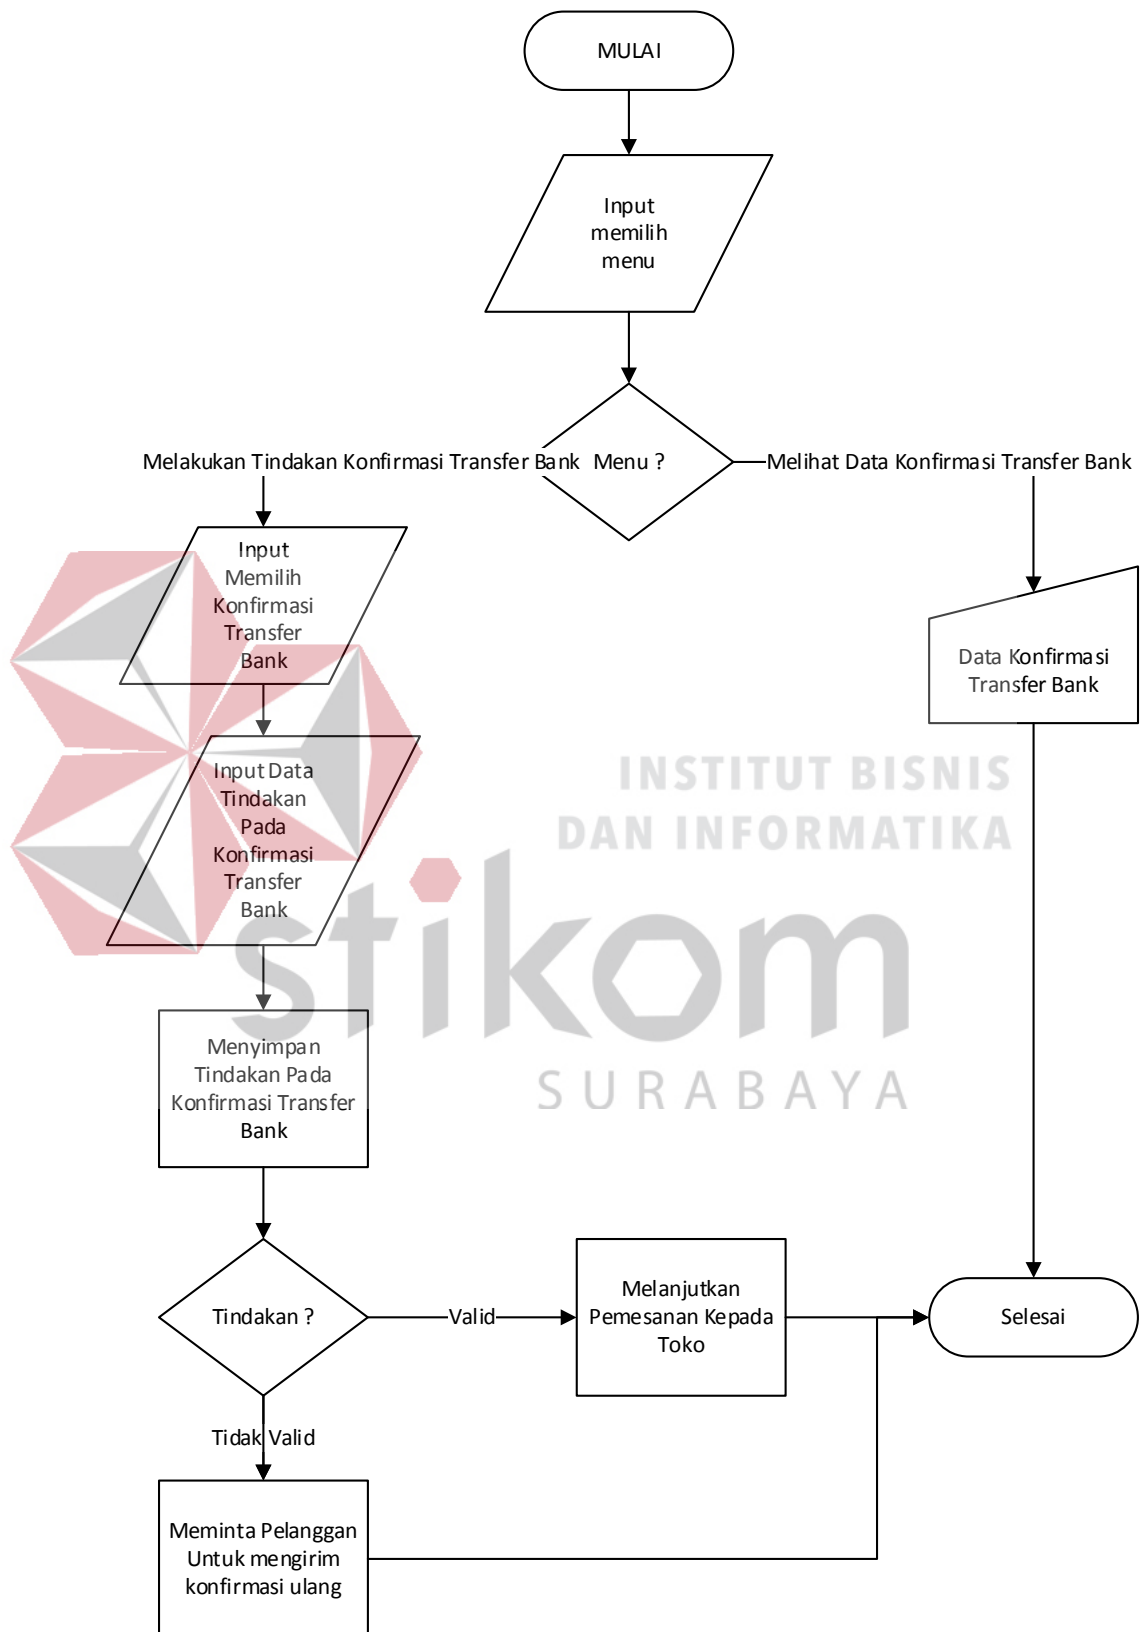 MULAI
Input
memilih
menu
Melakukan Tindakan Konfirmasi Transfer Bank
Menu ?
Melihat Data Konfirmasi Transfer Bank
Input
Memilih
Konfirmasi
Transfer
Bank
Data Konfirmasi
Transfer Bank
Input Data
Tindakan
Pada
Konfirmasi
Transfer
Bank
INSTITUT BISNIS
DAN INFORMATIKA
stikom
SURABAYA
Menyimpan
Tindakan Pada
Konfirmasi Transfer
Bank
Tindakan ?
Valid
Melanjutkan
Pemesanan Kepada
Toko
Selesai
Tidak Valid
Meminta Pelanggan
Untuk mengirim
konfirmasi ulang